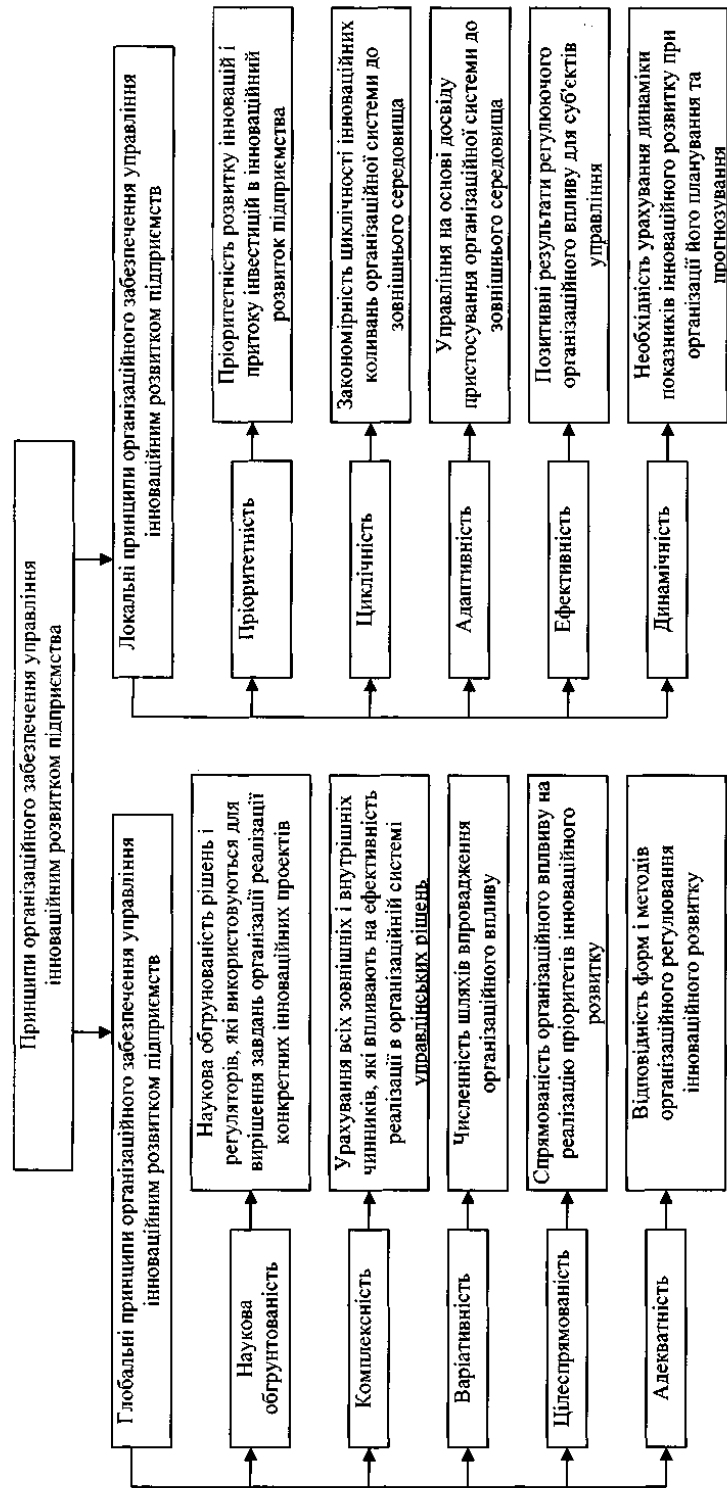 Принципи організаційного забезпечення управління
інноваційним розвитком підприємства
Глобальні принципи організаційного забезпечення управління
інноваційним розвитком підприємств
Наукова
обгрунтованість
Наукова обгрунованість рішень і
регуляторів, які використовуються для
вирішення завдань організації реалізації
конкретних інноваційних проектів
Комплексність
Урахування всіх зовнішніх і внутрішніх
чинників, які впливають на ефективність
реалізації в організаційній системі
управлінських рішень
Варіативність
Численність шляхів впровадження
організаційного впливу
Цілеспрямованість
Спрямованість організаційного впливу на
реалізацію пріоритетів інноваційного
розвитку
Адекватність
Відповідність форм і методів
організаційного регулювання
інноваційного розвитку
Локальні принципи організаційного забезпечення управління
інноваційним розвитком підприємств
Пріоритетність
Пріоритетність розвитку інновацій і
притоку інвестицій в інноваційний
розвиток підприємства
Циклічність
Закономірність циклічності інноваційних
коливань організаційної системи до
зовнішнього середовища
Адаптивність
Управління на основі досвіду
пристосування організаційної системи до
зовнішнього середовища
Ефективність
Позитивні результати регулюючого
організаційного впливу для суб'єктів
управління
Динамічність
Необхідність урахування динаміки
показників інноваційного розвитку при
організації його планування та
прогнозування